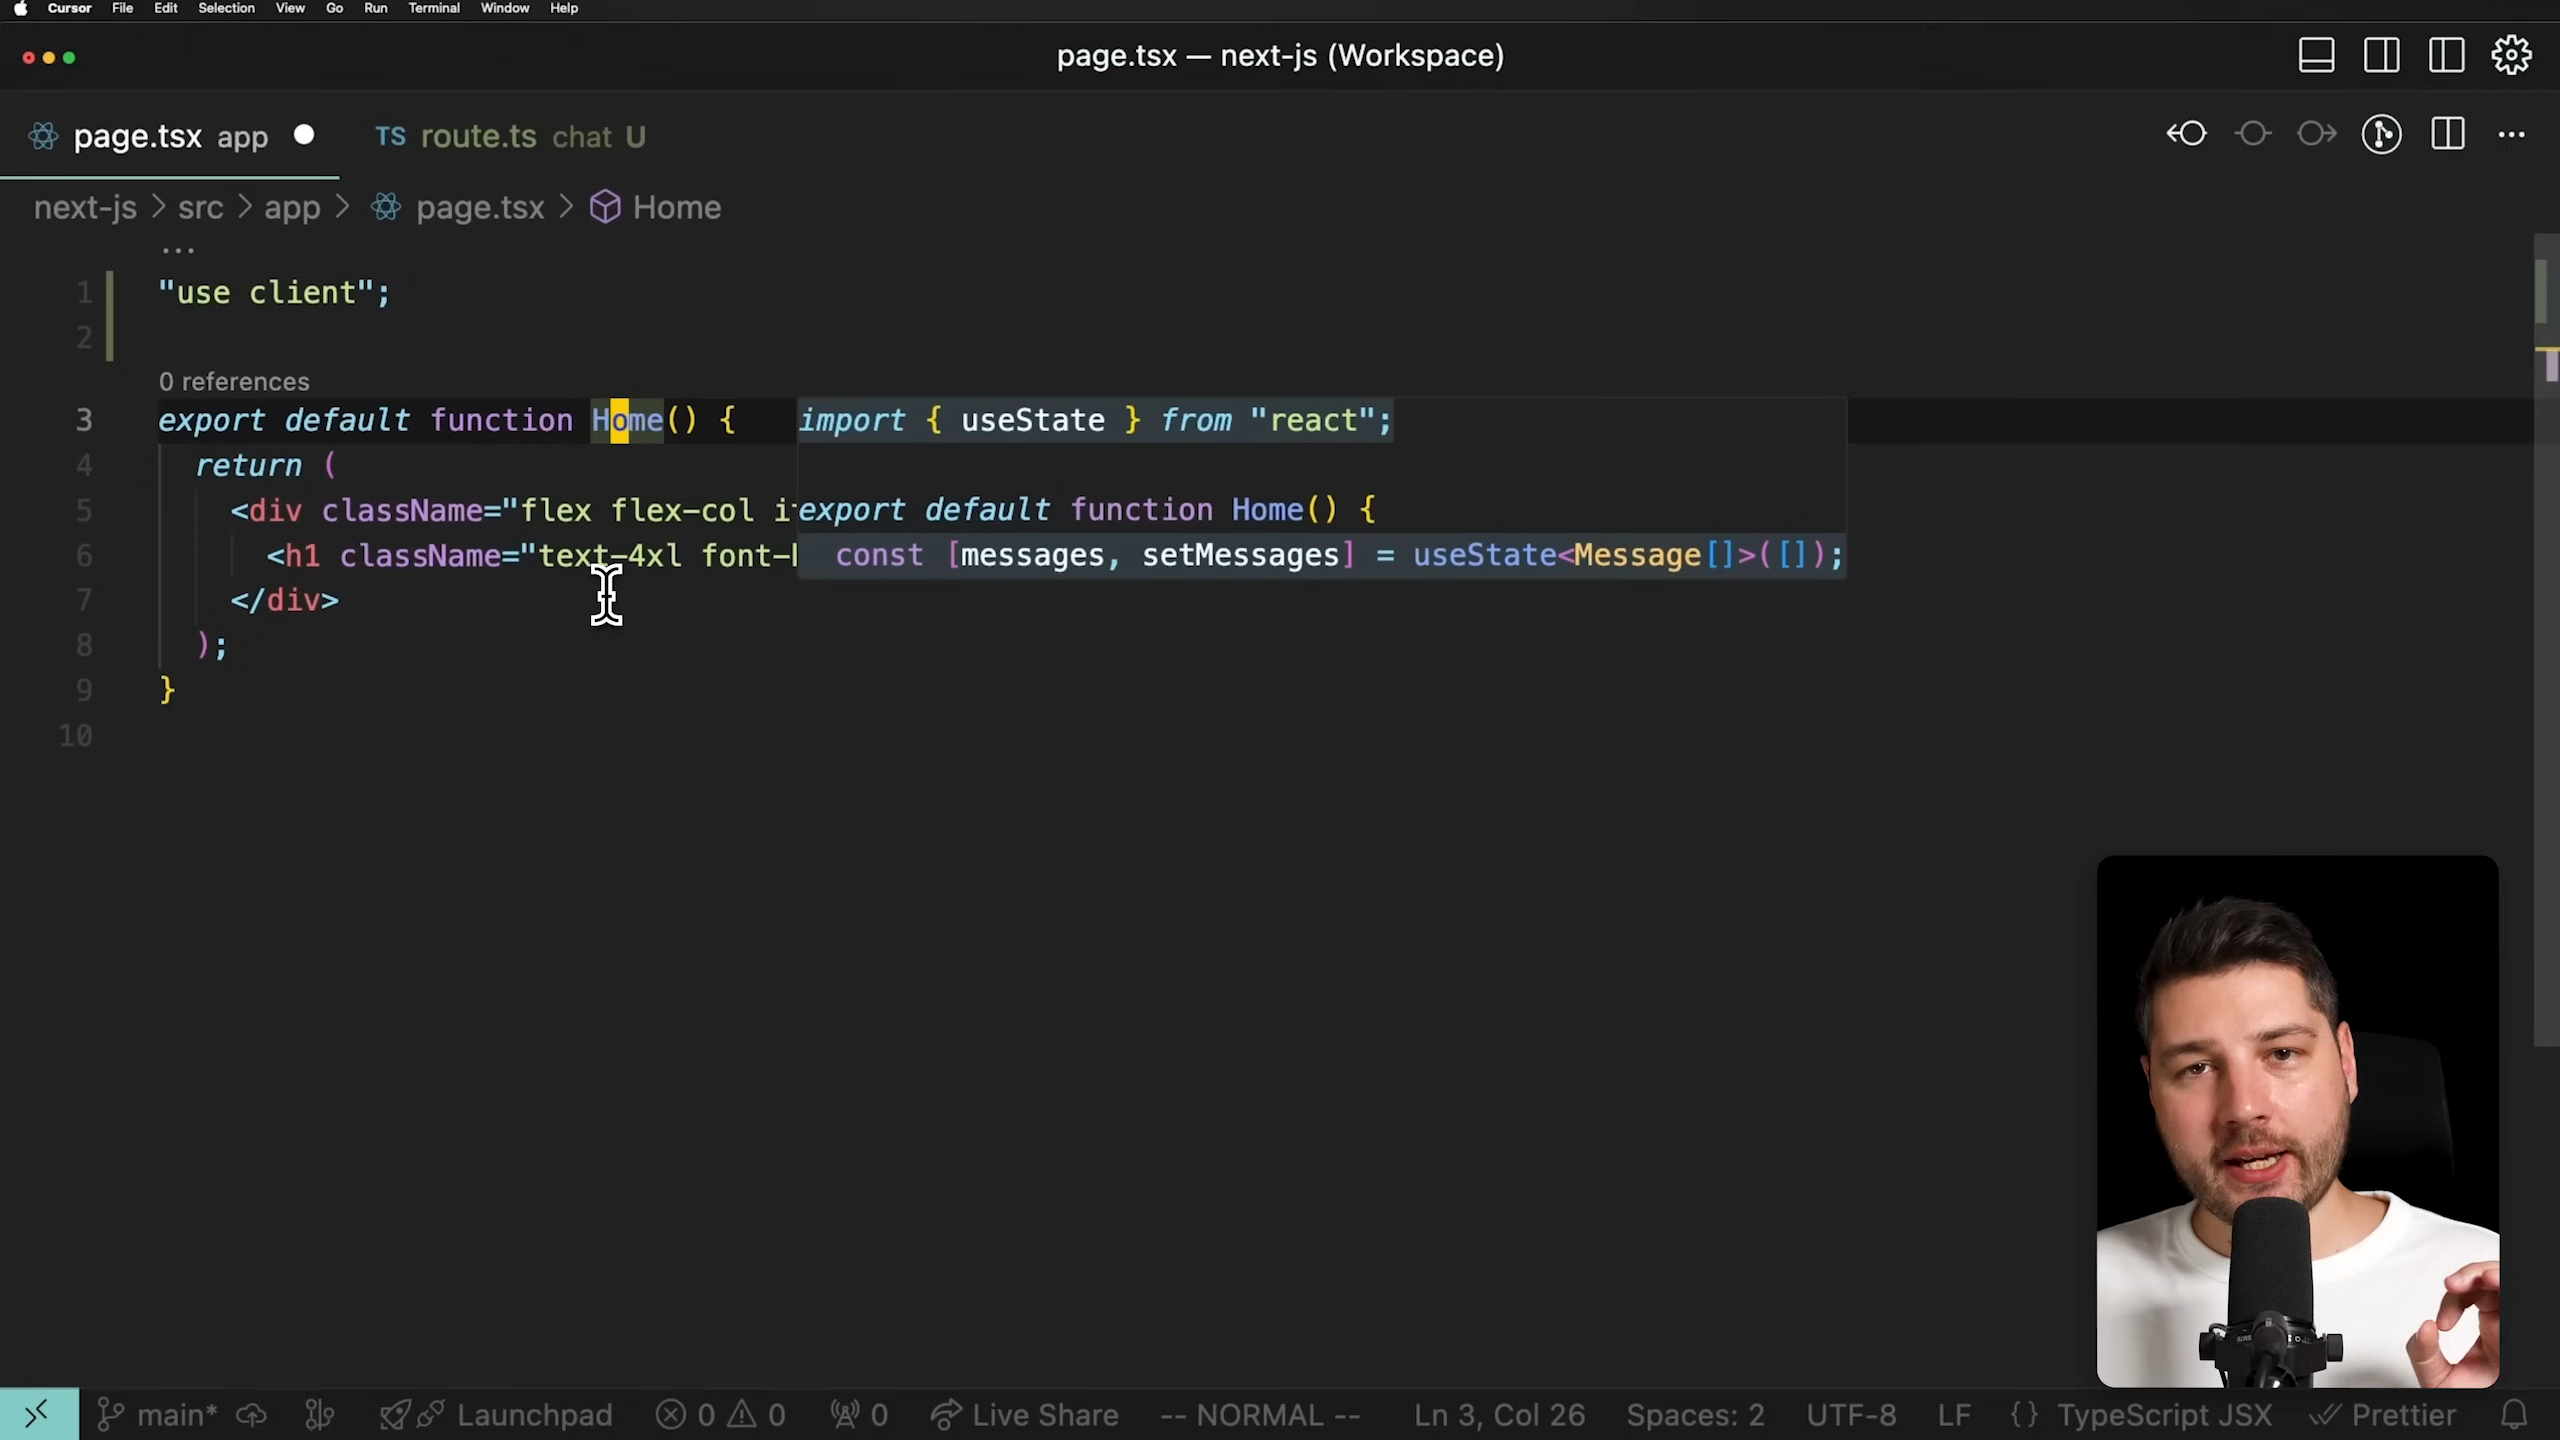 Cursor File Edit Selection View Go Run Terminal Window Help
page.tsx — next-js (Workspace)
page.tsx app TS route.ts chat U
next-js > src > app > page.tsx > Home
...
1 "use client";
2
0 references
3 export default function Home() {
4 return (
5 <div className="flex flex-col
6 <h1 className="text-4xl
7 </div>
8 );
9 }
10
import { useState } from "react";
export default function Home() {
const [messages, setMessages] = useState<Message[]>([]);
main* Launchpad 0 0 0 Live Share -- NORMAL -- Ln 3, Col 26 Spaces: 2 UTF-8 LF {} TypeScript JSX Prettier